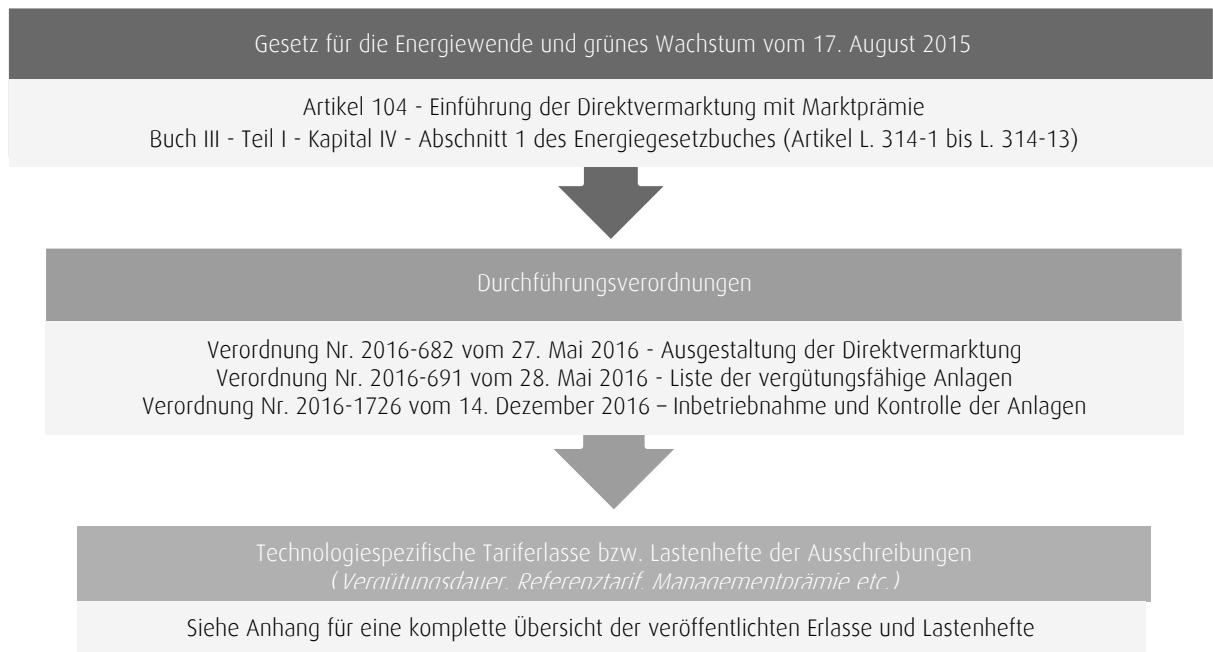 Gesetz für die Energiewende und grünes Wachstum vom 17. August 2015
Artikel 104 - Einführung der Direktvermarktung mit Marktprämie
Buch III - Teil I - Kapital IV - Abschnitt 1 des Energiegesetzbuches (Artikel L. 314-1 bis L. 314-13)
Durchführungsverordnungen
Verordnung Nr. 2016-682 vom 27. Mai 2016 - Ausgestaltung der Direktvermarktung
Verordnung Nr. 2016-691 vom 28. Mai 2016 - Liste der vergütungsfähige Anlagen
Verordnung Nr. 2016-1726 vom 14. Dezember 2016 – Inbetriebnahme und Kontrolle der Anlagen
Technologiespezifische Tariferlasse bzw. Lastenhefte der Ausschreibungen
(Vergütungsdauer, Referenztarif, Managementprämie etc.)
Siehe Anhang für eine komplette Übersicht der veröffentlichten Erlasse und Lastenhefte